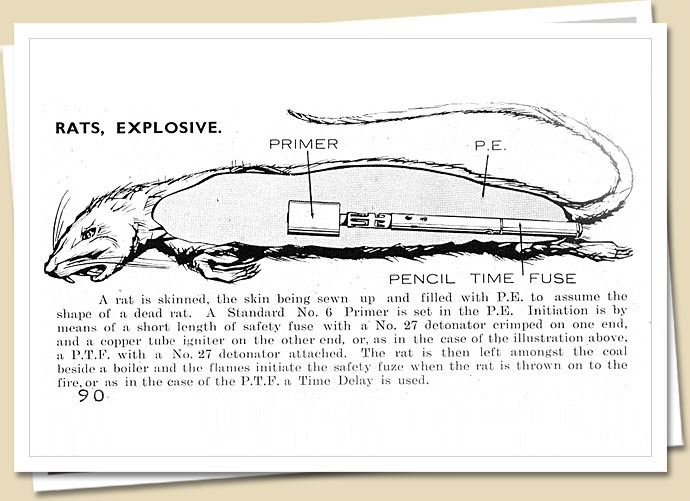 RATS, EXPLOSIVE.
PRIMER
P.E.
PENCIL TIME FUSE
A rat is skinned, the skin being sewn up and filled with P.E. to assume the
shape of a dead rat. A Standard No. 6 Primer is set in the P.E. Initiation is by
means of a short length of safety fuse with a No. 27 detonator crimped on one end,
and a copper tube igniter on the other end, or, as in the case of the illustration above,
a P.T.F. with a No. 27 detonator attached. The rat is then left amongst the coal
beside a boiler and the flames initiate the safety fuze when the rat is thrown on to the
fire, or as in the case of the P.T.F. a Time Delay is used.
90